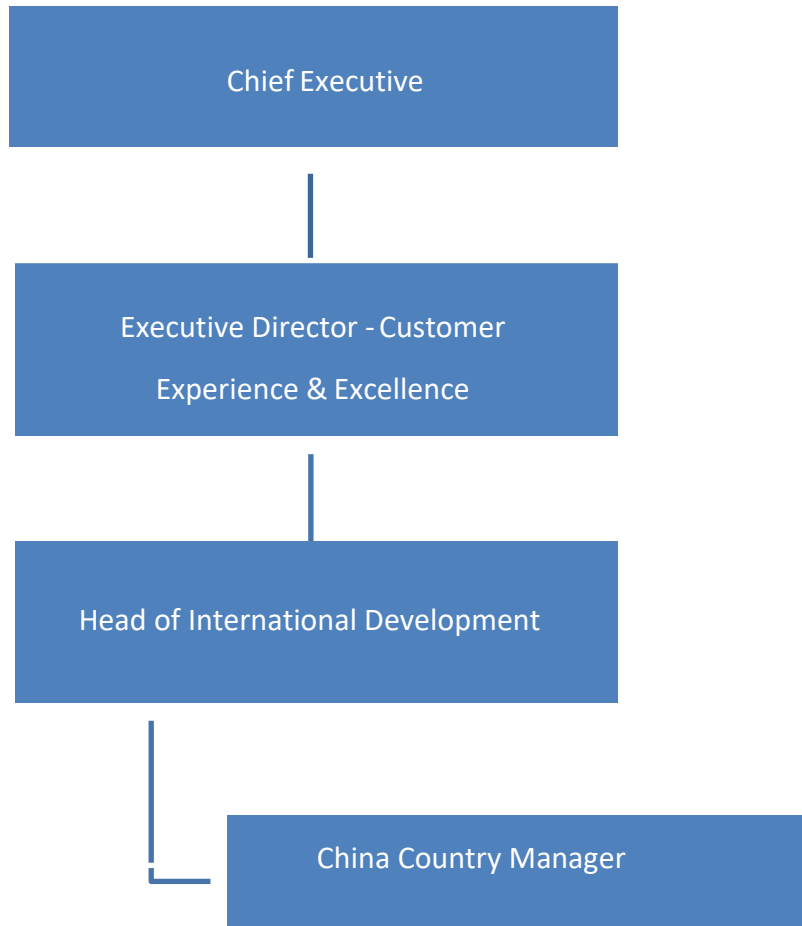 Chief Executive
Executive Director - Customer
Experience & Excellence
Head of International Development
China Country Manager